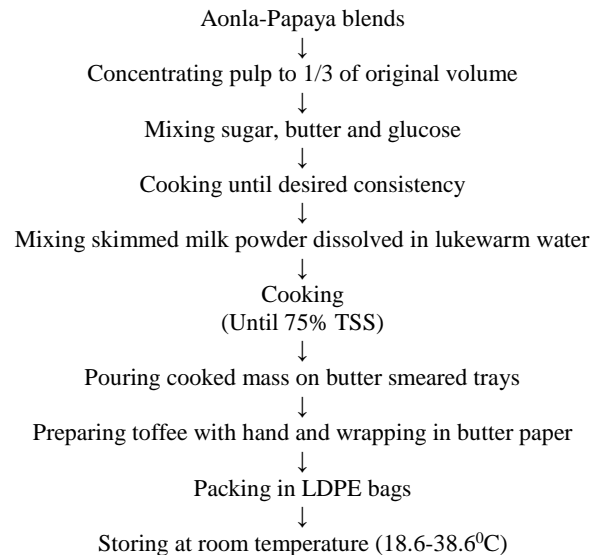 Aonla-Papaya blends
↓
Concentrating pulp to 1/3 of original volume
↓
Mixing sugar, butter and glucose
↓
Cooking until desired consistency
↓
Mixing skimmed milk powder dissolved in lukewarm water
↓
Cooking
(Until 75% TSS)
↓
Pouring cooked mass on butter smeared trays
↓
Preparing toffee with hand and wrapping in butter paper
↓
Packing in LDPE bags
↓
Storing at room temperature (18.6-38.6⁰C)